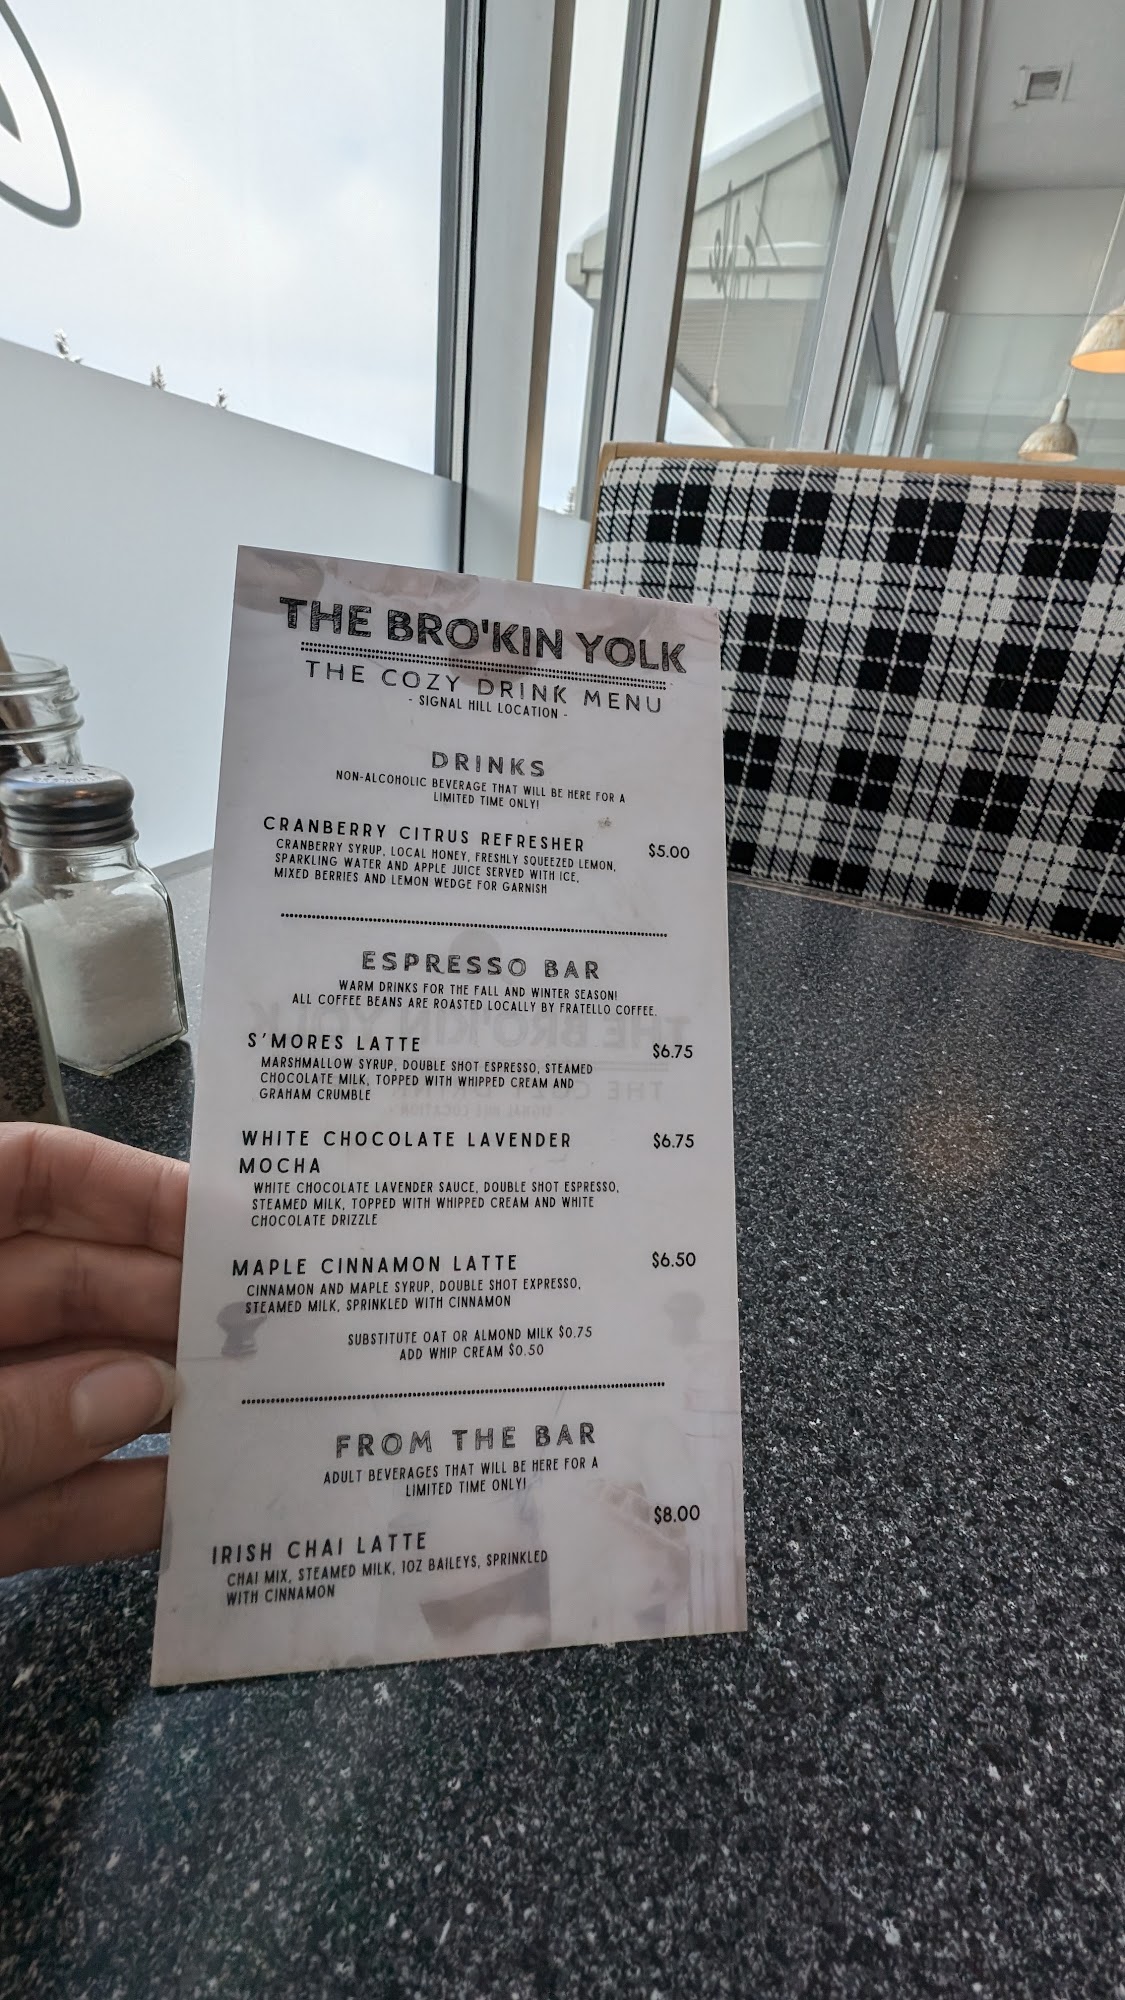 THE BRO'KIN YOLK
THE COZY DRINK MENU
- SIGNAL HILL LOCATION -
DRINKS
NON-ALCOHOLIC BEVERAGE THAT WILL BE HERE FOR A
LIMITED TIME ONLY!
CRANBERRY CITRUS REFRESHER $5.00
CRANBERRY SYRUP, LOCAL HONEY, FRESHLY SQUEEZED LEMON,
SPARKLING WATER AND APPLE JUICE SERVED WITH ICE,
MIXED BERRIES AND LEMON WEDGE FOR GARNISH
ESPRESSO BAR
WARM DRINKS FOR THE FALL AND WINTER SEASON!
ALL COFFEE BEANS ARE ROASTED LOCALLY BY FRATELLO COFFEE.
S'MORES LATTE $6.75
MARSHMALLOW SYRUP, DOUBLE SHOT ESPRESSO, STEAMED
CHOCOLATE MILK, TOPPED WITH WHIPPED CREAM AND
GRAHAM CRUMBLE
WHITE CHOCOLATE LAVENDER $6.75
MOCHA
WHITE CHOCOLATE LAVENDER SAUCE, DOUBLE SHOT ESPRESSO,
STEAMED MILK, TOPPED WITH WHIPPED CREAM AND WHITE
CHOCOLATE DRIZZLE
MAPLE CINNAMON LATTE $6.50
CINNAMON AND MAPLE SYRUP, DOUBLE SHOT EXPRESSO,
STEAMED MILK, SPRINKLED WITH CINNAMON
SUBSTITUTE OAT OR ALMOND MILK $0.75
ADD WHIP CREAM $0.50
FROM THE BAR
ADULT BEVERAGES THAT WILL BE HERE FOR A
LIMITED TIME ONLY!
IRISH CHAI LATTE $8.00
CHAI MIX, STEAMED MILK, 1OZ BAILEYS, SPRINKLED
WITH CINNAMON